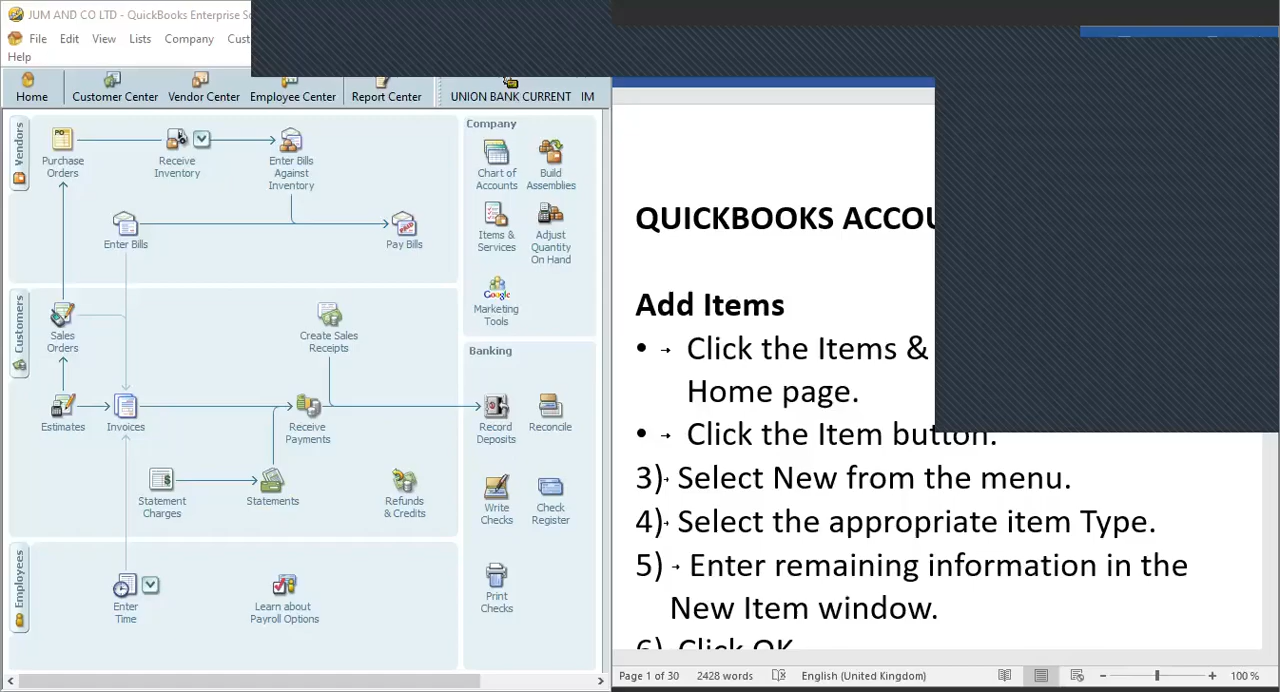 JUM AND CO LTD - QuickBooks Enterprise
File Edit View Lists Company
Help
Home Customer Center Vendor Center Employee Center Report Center UNION BANK CURRENT IM
Vendors
Purchase
Orders
Receive
Inventory
Enter Bills
Against
Inventory
Enter Bills
Pay Bills
Customers
Sales
Orders
Create Sales
Receipts
Estimates
Invoices
Receive
Payments
Statement
Charges
Statements
Refunds
& Credits
Employees
Enter
Time
Learn about
Payroll Options
Company
Chart of
Accounts
Build
Assemblies
Items &
Services
Adjust
Quantity
On Hand
Google
Marketing
Tools
Banking
Record
Deposits
Reconcile
Write
Checks
Check
Register
Print
Checks
QUICKBOOKS
Add Items
• Click the Items &
Home page.
• Click the Item button.
3) Select New from the menu.
4) Select the appropriate item Type.
5) Enter remaining information in the
New Item window.
6) Click OK
Page 1 of 30 2428 words English (United Kingdom) 100 %